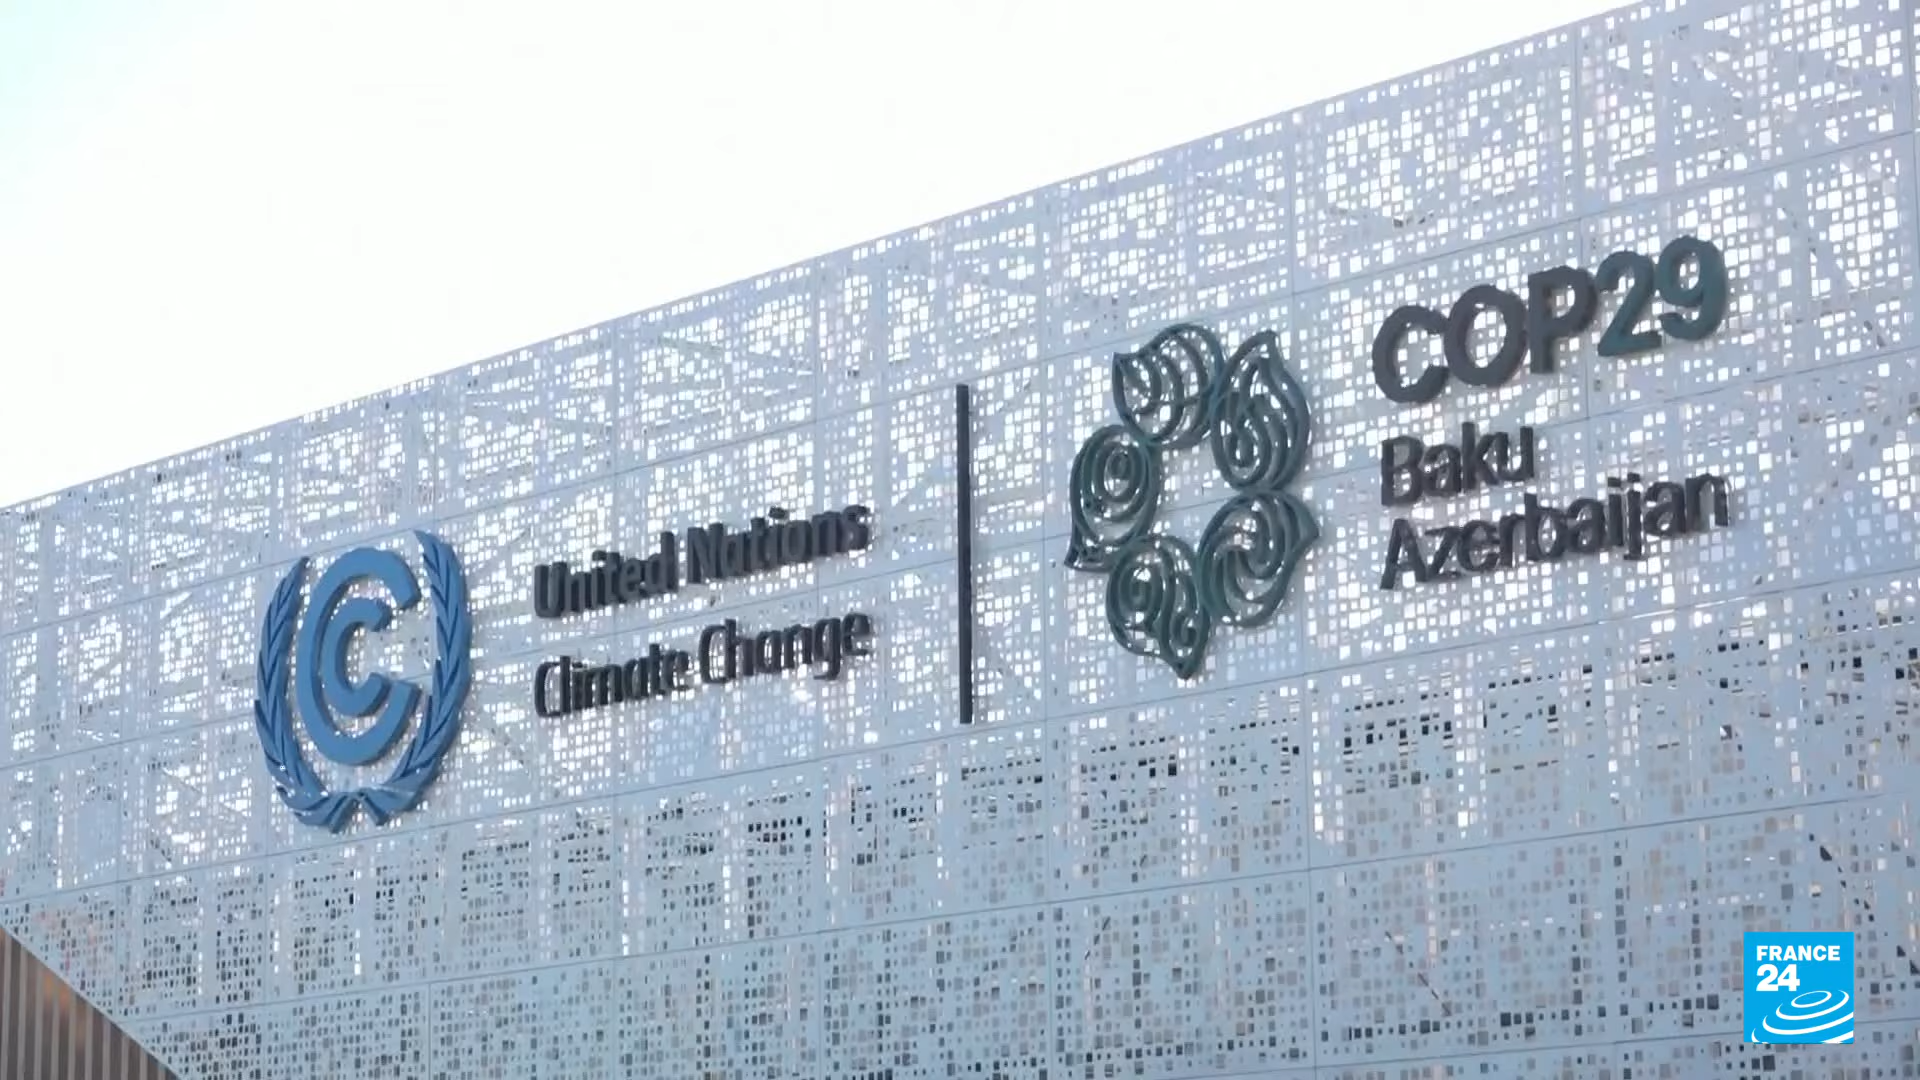 United Nations
Climate Change
COP29
Baku
Azerbaijan
FRANCE
24